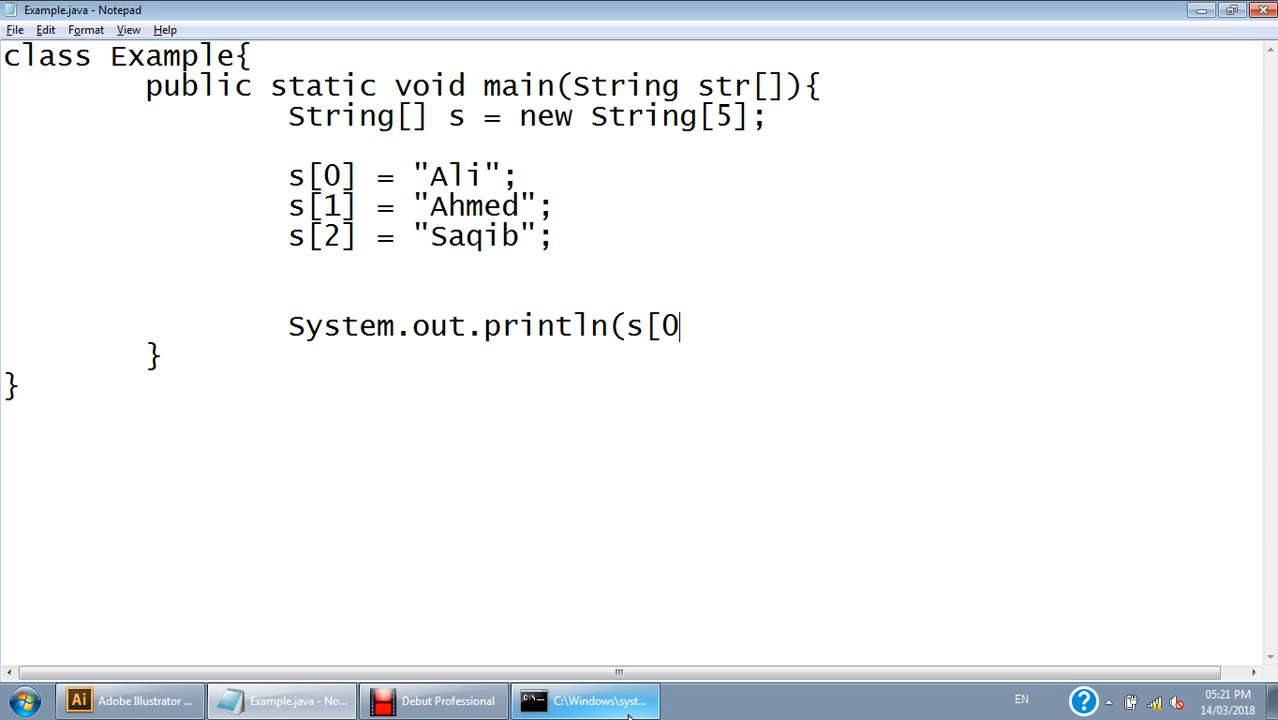 Example.java - Notepad
File Edit Format View Help
class Example{
public static void main(String str[]){
String[] s = new String[5];
s[0] = "Ali";
s[1] = "Ahmed";
s[2] = "Saqib";
System.out.println(s[0
}
}
Ai Adobe Illustrator ... Example.java - No... Debut Professional C:\Windows\syst... EN 05:21 PM
14/03/2018